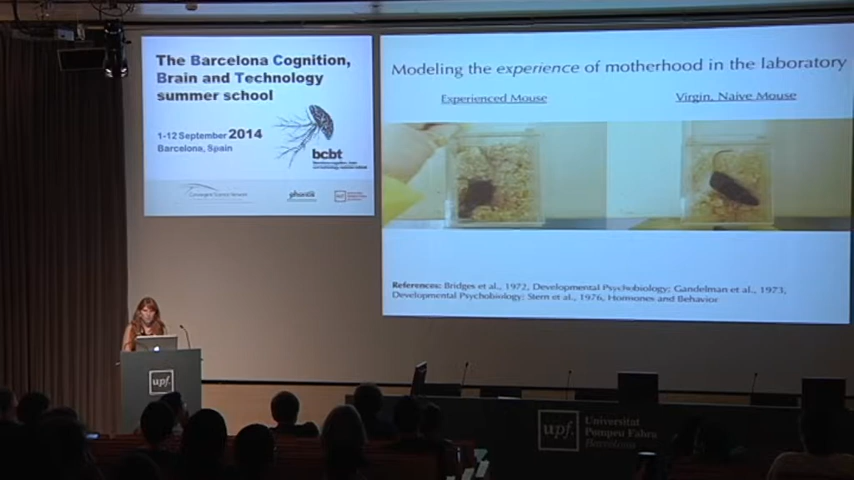 The Barcelona Cognition,
Brain and Technology
summer school
1-12 September 2014
Barcelona, Spain
bcbt
Modeling the experience of motherhood in the laboratory
Experienced Mouse
Virgin, Naive Mouse
References: Bridges et al., 1972, Developmental Psychobiology; Gandelman et al., 1973,
Developmental Psychobiology; Stern et al., 1976, Hormones and Behavior
upf.
upf.
Universitat
Pompeu Fabra
Barcelona